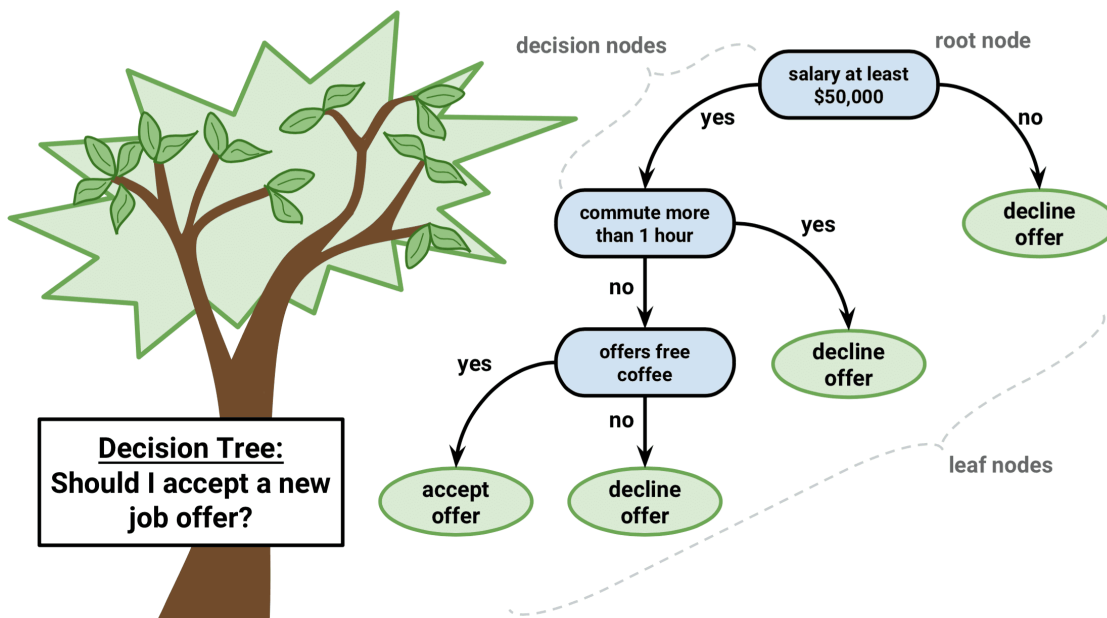 decision nodes
root node
salary at least
$50,000
yes
no
commute more
than 1 hour
yes
decline
offer
no
offers free
coffee
decline
offer
yes
no
Decision Tree:
Should I accept a new
job offer?
accept
offer
decline
offer
leaf nodes